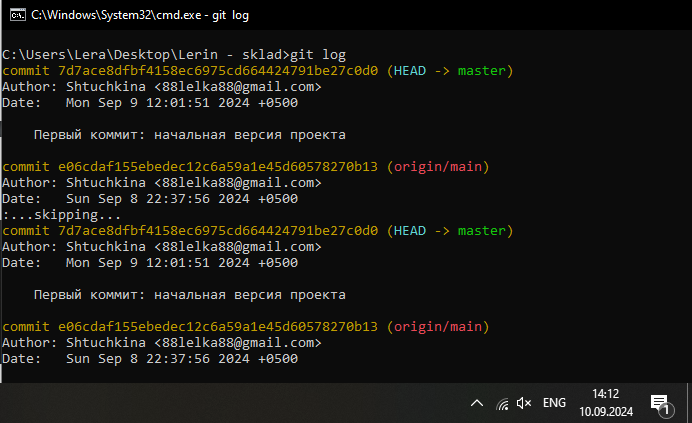 C:\Windows\System32\cmd.exe - git log
C:\Users\Lera\Desktop\Lerin - sklad>git log
commit 7d7ace8dfbf4158ec6975cd664424791be27c0d0 (HEAD -> master)
Author: Shtuchkina <88lelka88@gmail.com>
Date:   Mon Sep 9 12:01:51 2024 +0500
Первый коммит: начальная версия проекта
commit e06cdaf155ebedec12c6a59a1e45d60578270b13 (origin/main)
Author: Shtuchkina <88lelka88@gmail.com>
Date:   Sun Sep 8 22:37:56 2024 +0500
:...skipping...
commit 7d7ace8dfbf4158ec6975cd664424791be27c0d0 (HEAD -> master)
Author: Shtuchkina <88lelka88@gmail.com>
Date:   Mon Sep 9 12:01:51 2024 +0500
Первый коммит: начальная версия проекта
commit e06cdaf155ebedec12c6a59a1e45d60578270b13 (origin/main)
Author: Shtuchkina <88lelka88@gmail.com>
Date:   Sun Sep 8 22:37:56 2024 +0500
ENG
14:12
10.09.2024
1